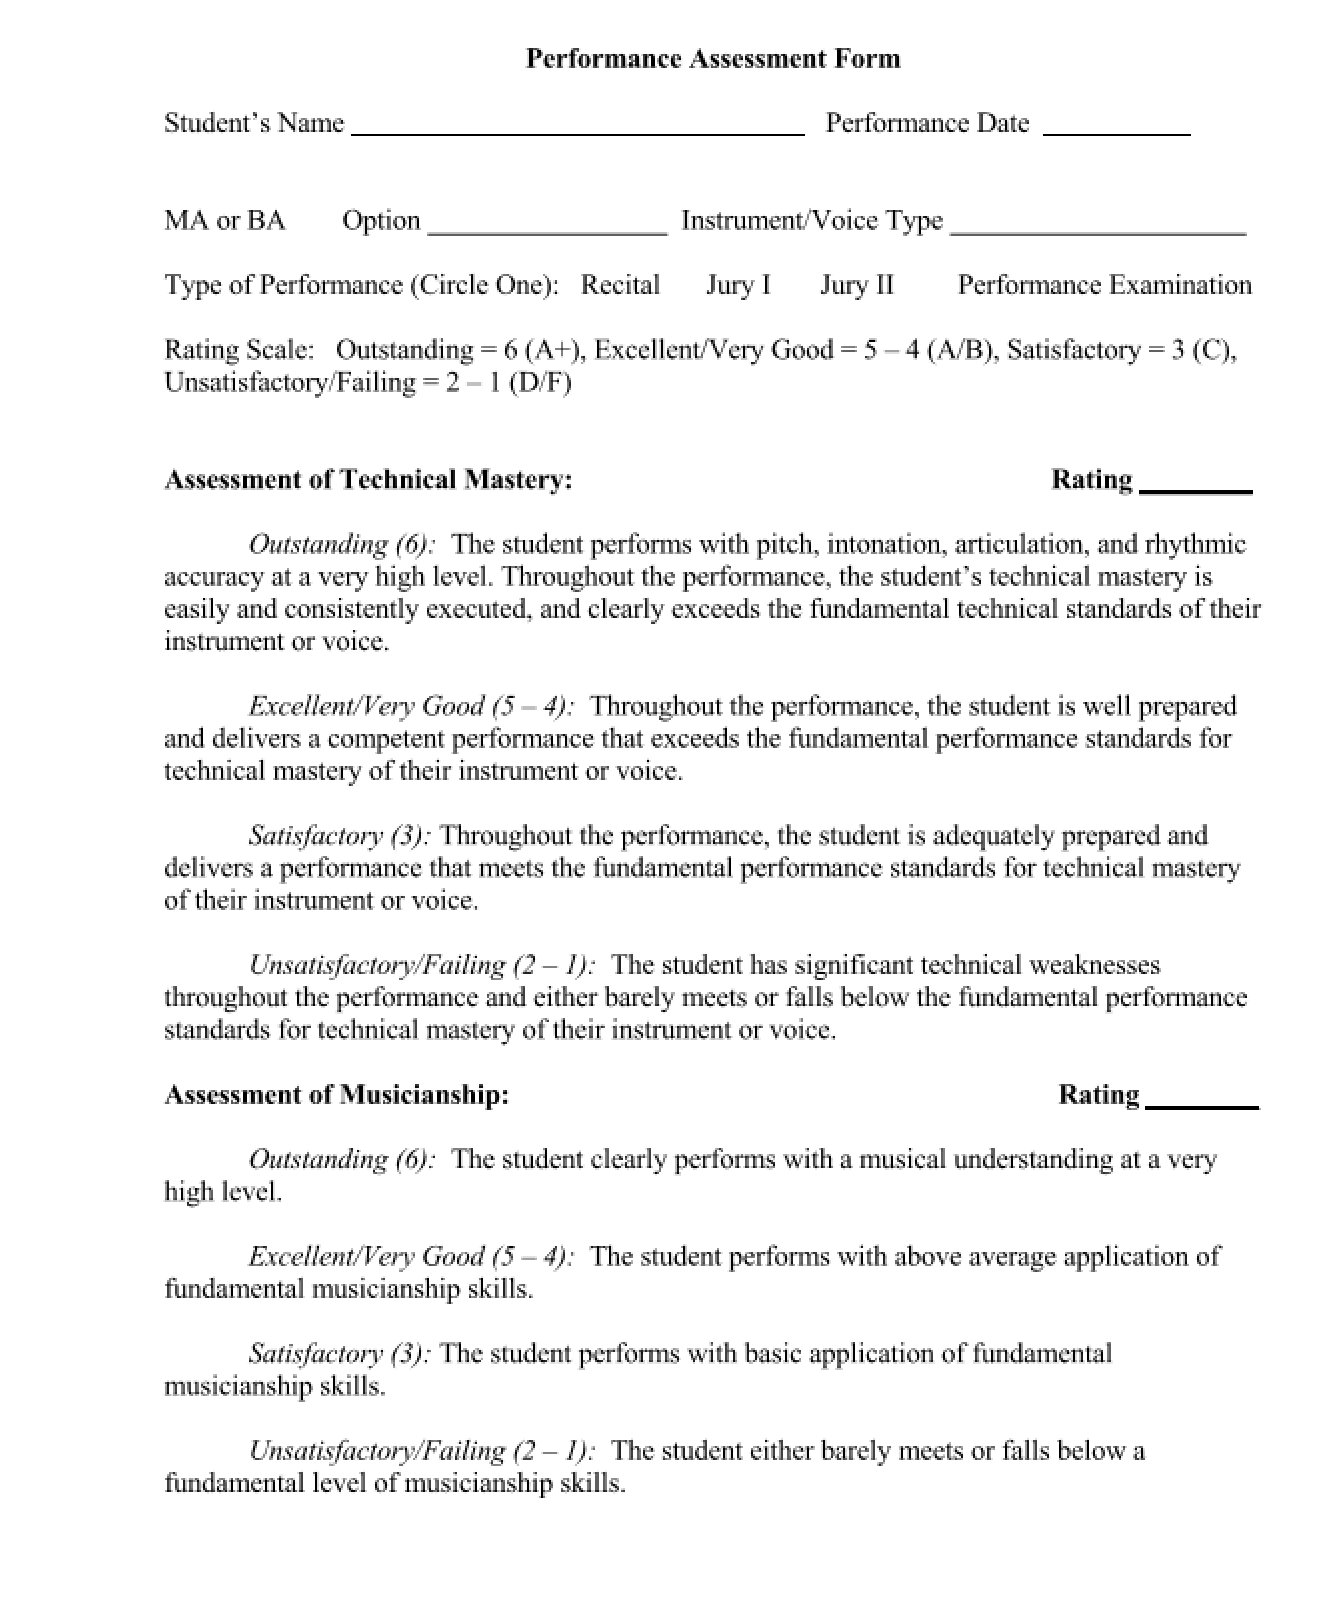 Performance Assessment Form
Student’s Name ________________________________ Performance Date __________
MA or BA Option _________________ Instrument/Voice Type _____________________
Type of Performance (Circle One): Recital Jury I Jury II Performance Examination
Rating Scale: Outstanding = 6 (A+), Excellent/Very Good = 5 – 4 (A/B), Satisfactory = 3 (C),
Unsatisfactory/Failing = 2 – 1 (D/F)
Assessment of Technical Mastery: Rating ________
Outstanding (6): The student performs with pitch, intonation, articulation, and rhythmic
accuracy at a very high level. Throughout the performance, the student’s technical mastery is
easily and consistently executed, and clearly exceeds the fundamental technical standards of their
instrument or voice.
Excellent/Very Good (5 – 4): Throughout the performance, the student is well prepared
and delivers a competent performance that exceeds the fundamental performance standards for
technical mastery of their instrument or voice.
Satisfactory (3): Throughout the performance, the student is adequately prepared and
delivers a performance that meets the fundamental performance standards for technical mastery
of their instrument or voice.
Unsatisfactory/Failing (2 – 1): The student has significant technical weaknesses
throughout the performance and either barely meets or falls below the fundamental performance
standards for technical mastery of their instrument or voice.
Assessment of Musicianship: Rating ________
Outstanding (6): The student clearly performs with a musical understanding at a very
high level.
Excellent/Very Good (5 – 4): The student performs with above average application of
fundamental musicianship skills.
Satisfactory (3): The student performs with basic application of fundamental
musicianship skills.
Unsatisfactory/Failing (2 – 1): The student either barely meets or falls below a
fundamental level of musicianship skills.